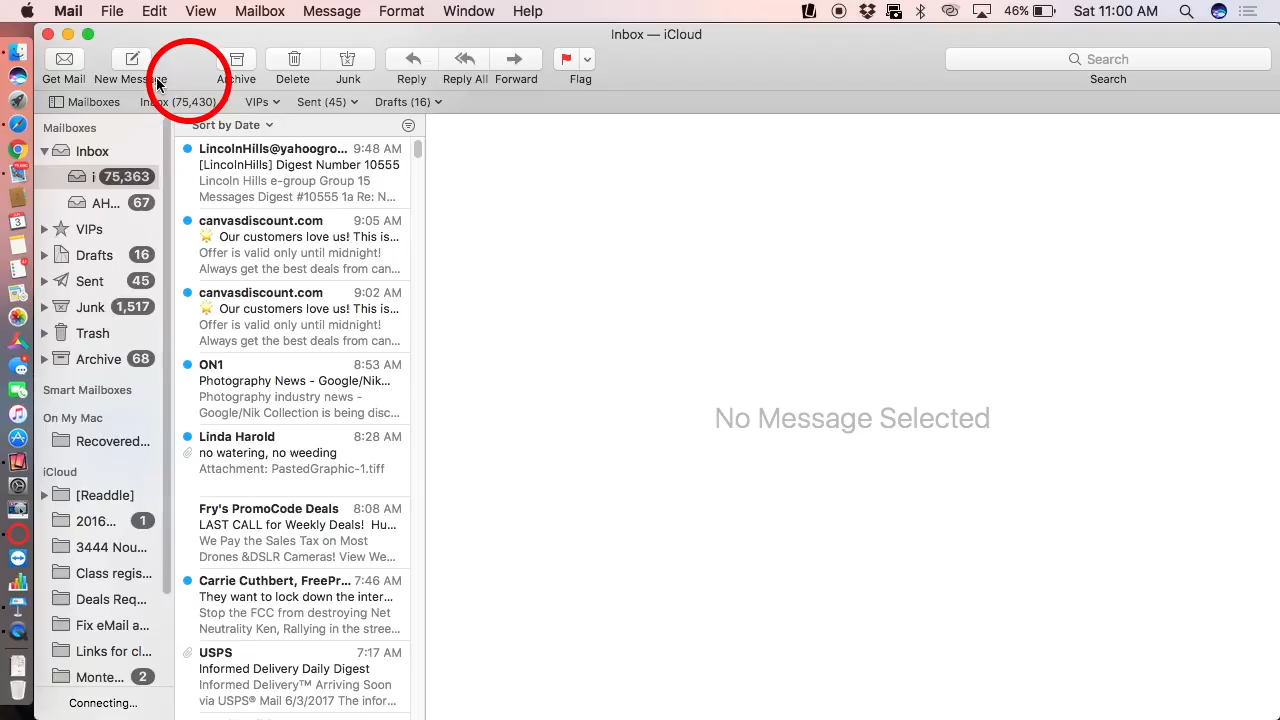 Mail File Edit View Mailbox Message Format Window Help 46% Sat 11:00 AM
Inbox — iCloud
Get Mail New Message Archive Delete Junk Reply Reply All Forward Flag Search
Search
Mailboxes Inbox (75,430) VIPs Sent (45) Drafts (16)
Mailboxes
Inbox
i 75,363
AH... 67
VIPs
Drafts 16
Sent 45
Junk 1,517
Trash
Archive 68
Smart Mailboxes
On My Mac
Recovered...
iCloud
[Readdle]
2016... 1
3444 Nou...
Class regis...
Deals Req...
Fix eMail a...
Links for cl...
Monte... 2
Connecting...
Sort by Date
LincolnHills@yahoogro... 9:48 AM
[LincolnHills] Digest Number 10555
Lincoln Hills e-group Group 15
Messages Digest #10555 1a Re: N...
canvasdiscount.com 9:05 AM
Our customers love us! This is...
Offer is valid only until midnight!
Always get the best deals from can...
canvasdiscount.com 9:02 AM
Our customers love us! This is...
Offer is valid only until midnight!
Always get the best deals from can...
ON1 8:53 AM
Photography News - Google/Nik...
Photography industry news -
Google/Nik Collection is being disc...
Linda Harold 8:28 AM
no watering, no weeding
Attachment: PastedGraphic-1.tiff
Fry's PromoCode Deals 8:08 AM
LAST CALL for Weekly Deals! Hu...
We Pay the Sales Tax on Most
Drones &DSLR Cameras! View We...
Carrie Cuthbert, FreePr... 7:46 AM
They want to lock down the inter...
Stop the FCC from destroying Net
Neutrality Ken, Rallying in the stree...
USPS 7:17 AM
Informed Delivery Daily Digest
Informed Delivery™ Arriving Soon
via USPS® Mail 6/3/2017 The infor...
No Message Selected